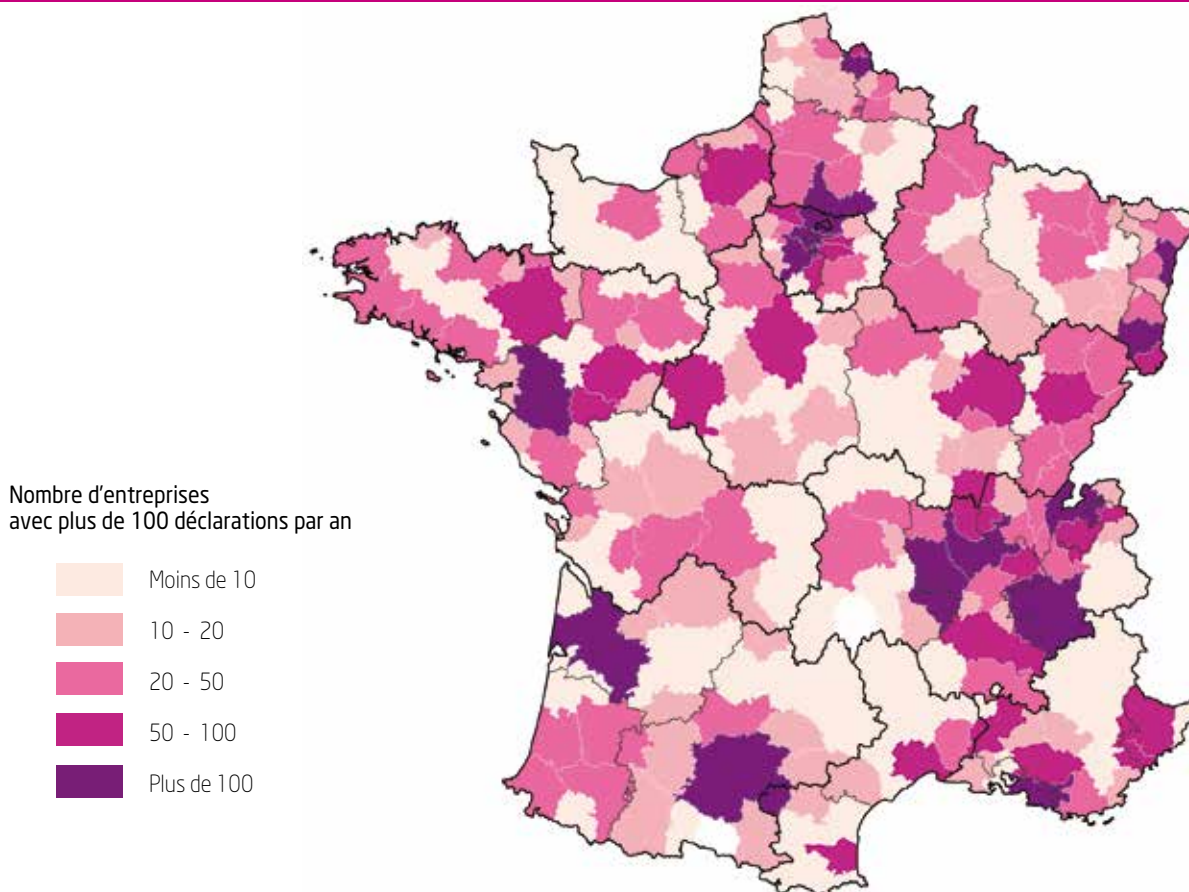 Nombre d'entreprises
avec plus de 100 déclarations par an
Moins de 10
10 - 20
20 - 50
50 - 100
Plus de 100